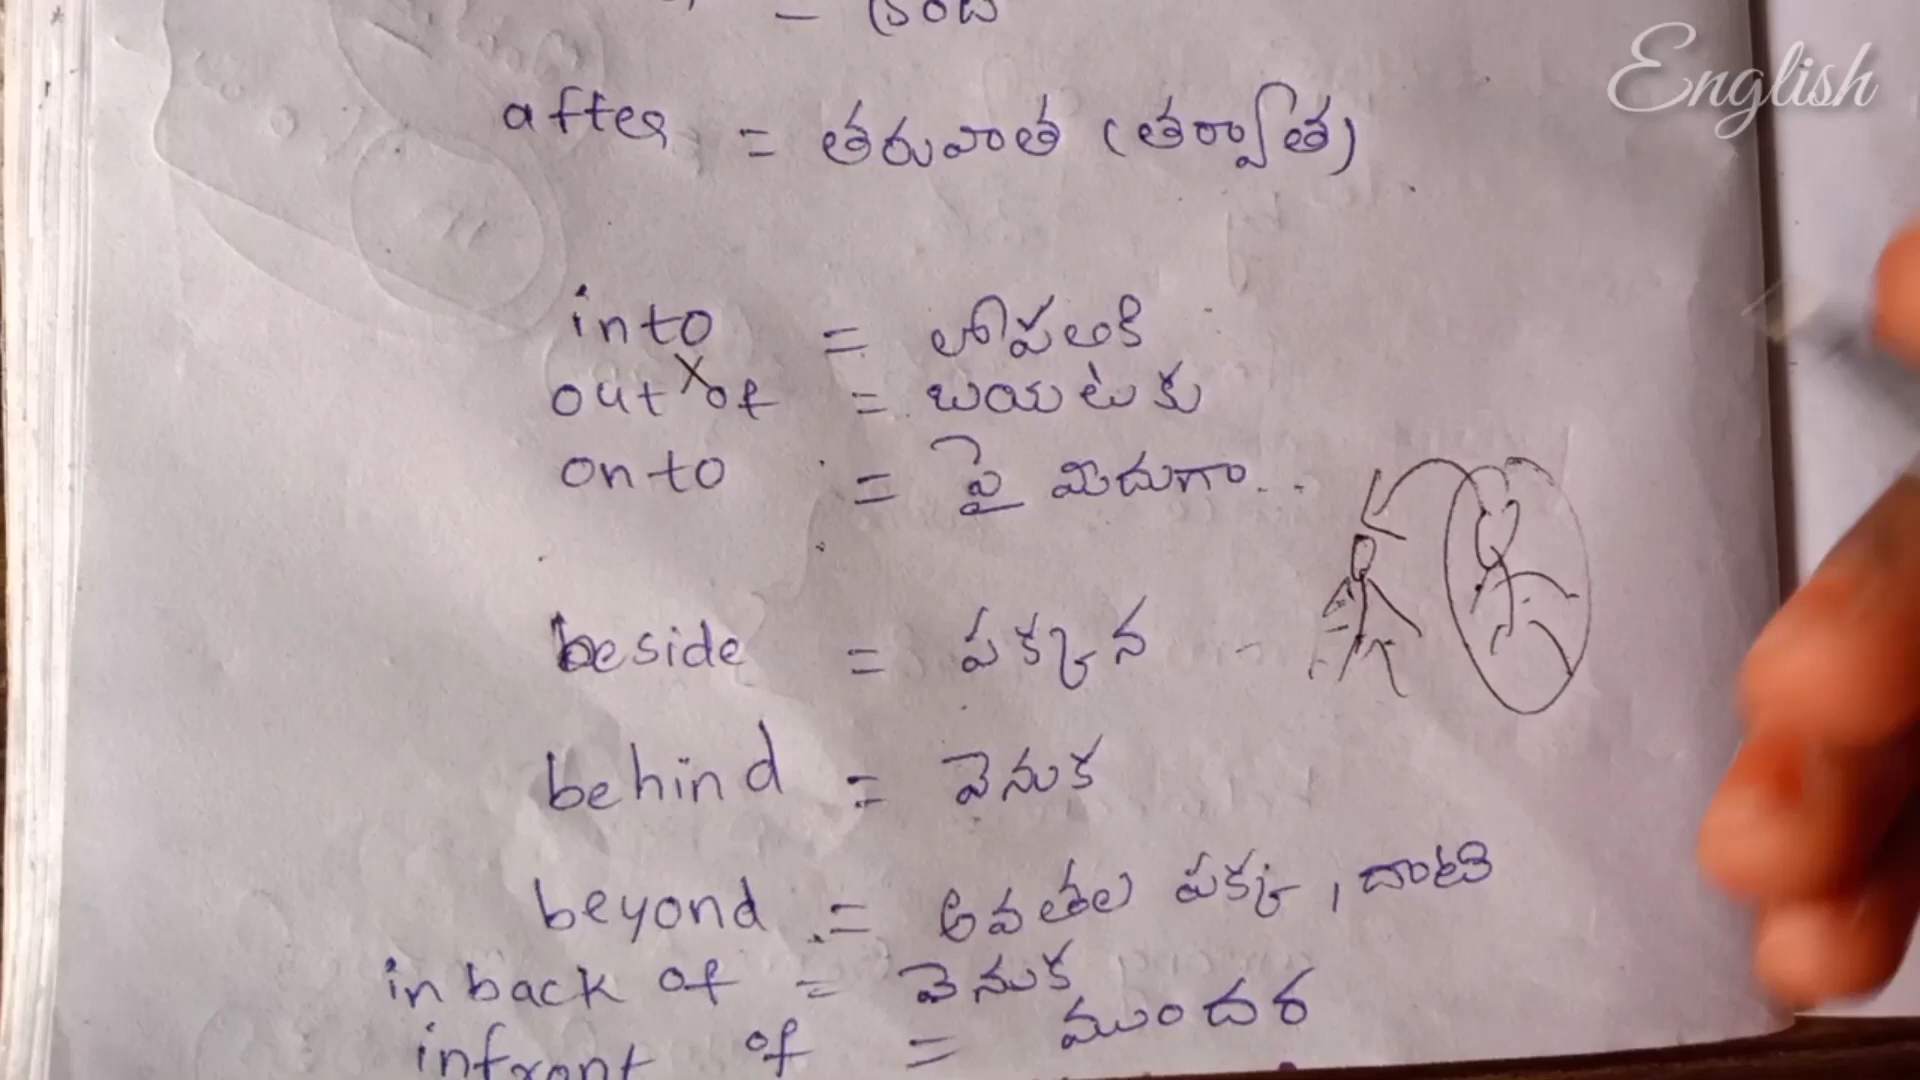 English
- క్రింద
after = తరువాత (తర్వాత)
into = లోపలకి
out of = బయటకు
onto = పై మీదుగా..
beside = పక్కన
behind = వెనుక
beyond = అవతల పక్క, దాటి
in back of = వెనుక
infront of = ముందర